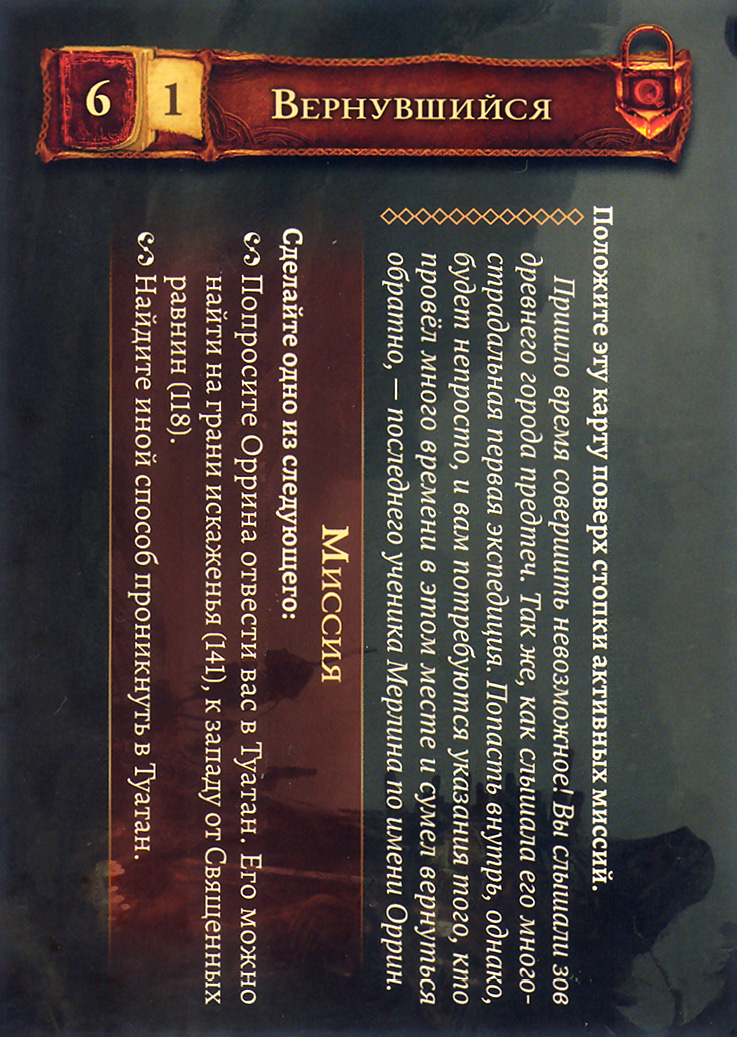 6
1
ВЕРНУВШИЙСЯ
Положите эту карту поверх стопки активных миссий.
Пришло время совершить невозможное! Вы слышали зов
древнего города предтеч. Так же, как слышала его много-
страдальная первая экспедиция. Попасть внутрь, однако,
будет непросто, и вам потребуются указания того, кто
провёл много времени в этом месте и сумел вернуться
обратно, — последнего ученика Мерлина по имени Оррин.
МИССИЯ
Сделайте одно из следующего:
Попросите Оррина отвести вас в Туатан. Его можно
найти на грани искаженья (141), к западу от Священных
равнин (118).
Найдите иной способ проникнуть в Туатан.